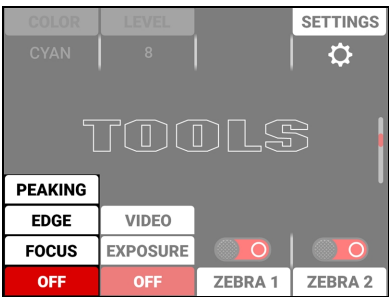 COLOR LEVEL SETTINGS
CYAN 8
TOOLS
PEAKING
EDGE VIDEO
FOCUS EXPOSURE
OFF OFF ZEBRA 1 ZEBRA 2